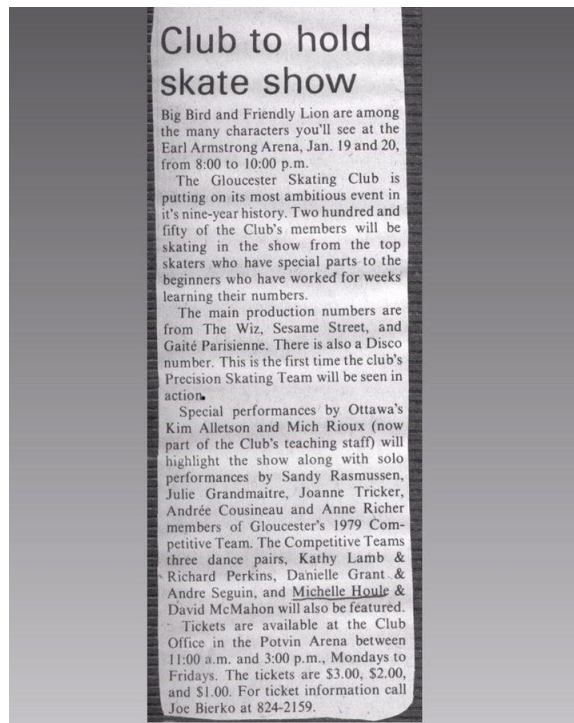 Club to hold
skate show
Big Bird and Friendly Lion are among
the many characters you'll see at the
Earl Armstrong Arena, Jan. 19 and 20,
from 8:00 to 10:00 p.m.
The Gloucester Skating Club is
putting on its most ambitious event in
it's nine-year history. Two hundred and
fifty of the Club's members will be
skating in the show from the top
skaters who have special parts to the
beginners who have worked for weeks
learning their numbers.
The main production numbers are
from The Wiz, Sesame Street, and
Gaité Parisienne. There is also a Disco
number. This is the first time the club's
Precision Skating Team will be seen in
action.
Special performances by Ottawa's
Kim Alletson and Mich Rioux (now
part of the Club's teaching staff) will
highlight the show along with solo
performances by Sandy Rasmussen,
Julie Grandmaitre, Joanne Tricker,
Andrée Cousineau and Anne Richer
members of Gloucester's 1979 Com-
petitive Team. The Competitive Teams
three dance pairs, Kathy Lamb &
Richard Perkins, Danielle Grant &
Andre Seguin, and Michelle Houle &
David McMahon will also be featured.
Tickets are available at the Club
Office in the Potvin Arena between
11:00 a.m. and 3:00 p.m., Mondays to
Fridays. The tickets are $3.00, $2.00,
and $1.00. For ticket information call
Joe Bierko at 824-2159.